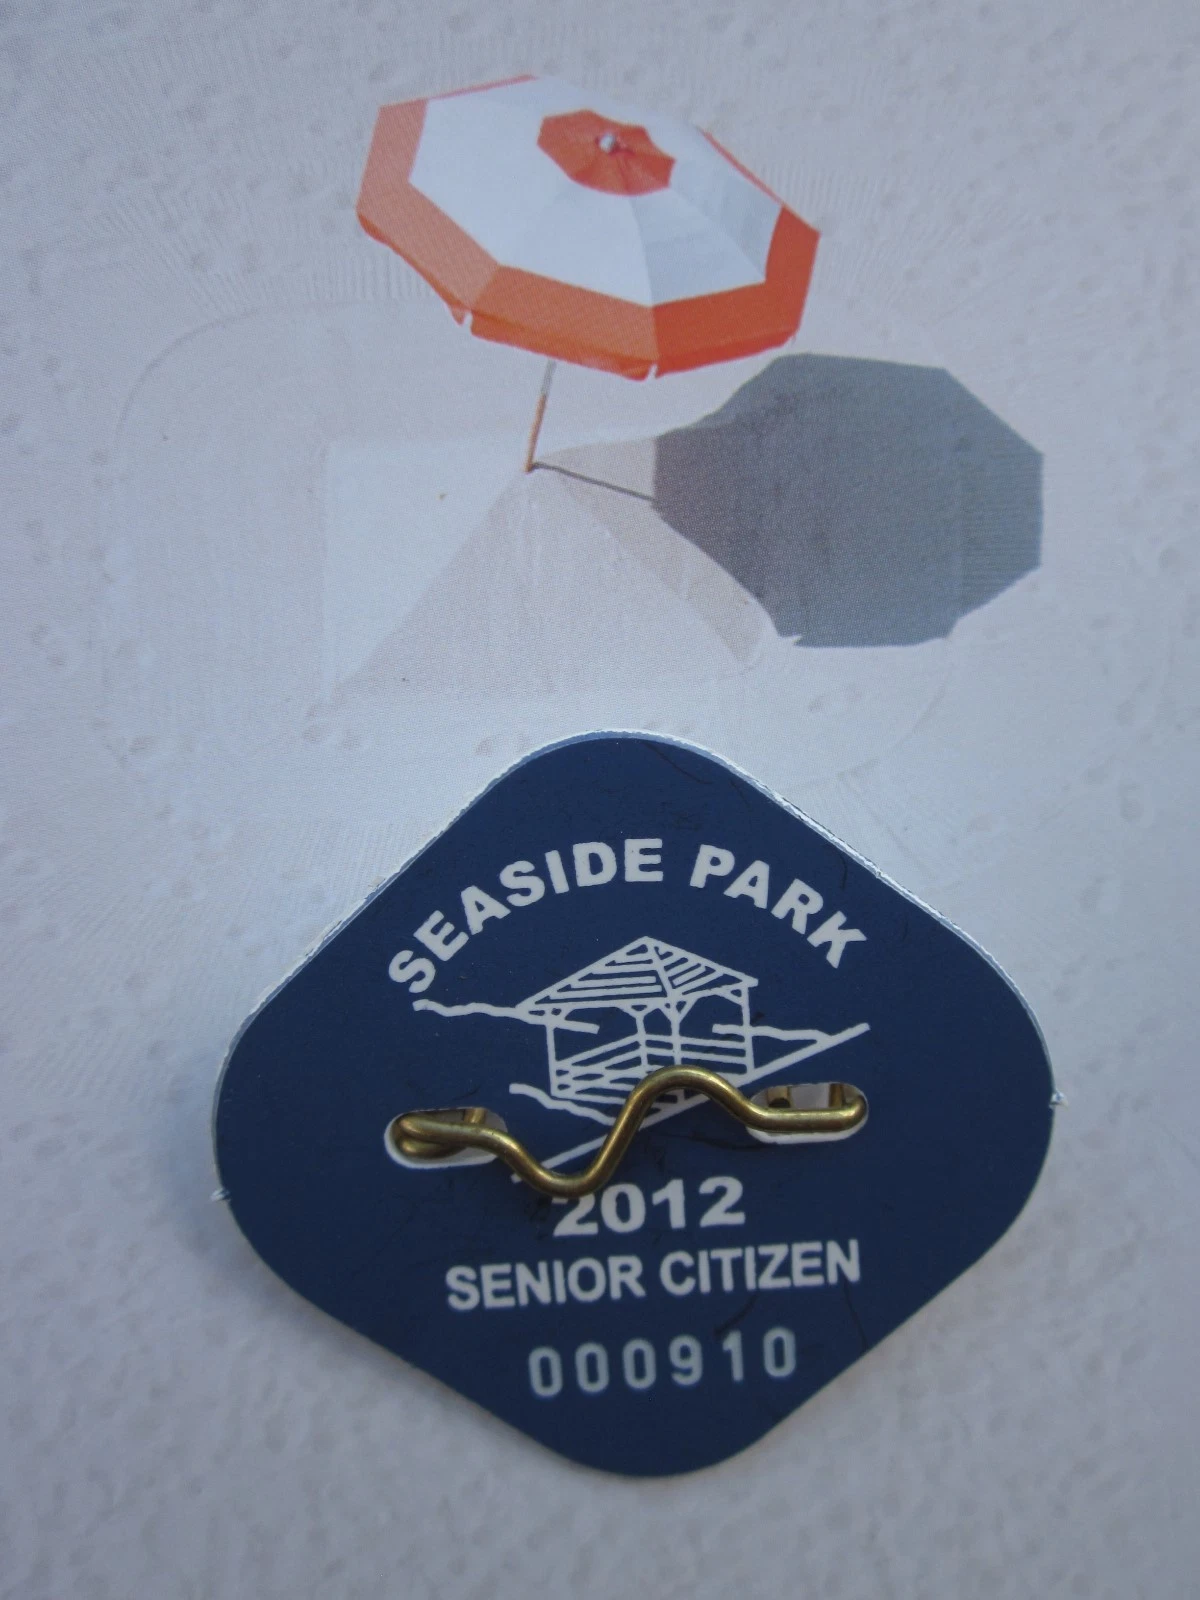 SEASIDE PARK
2012
SENIOR CITIZEN
000910